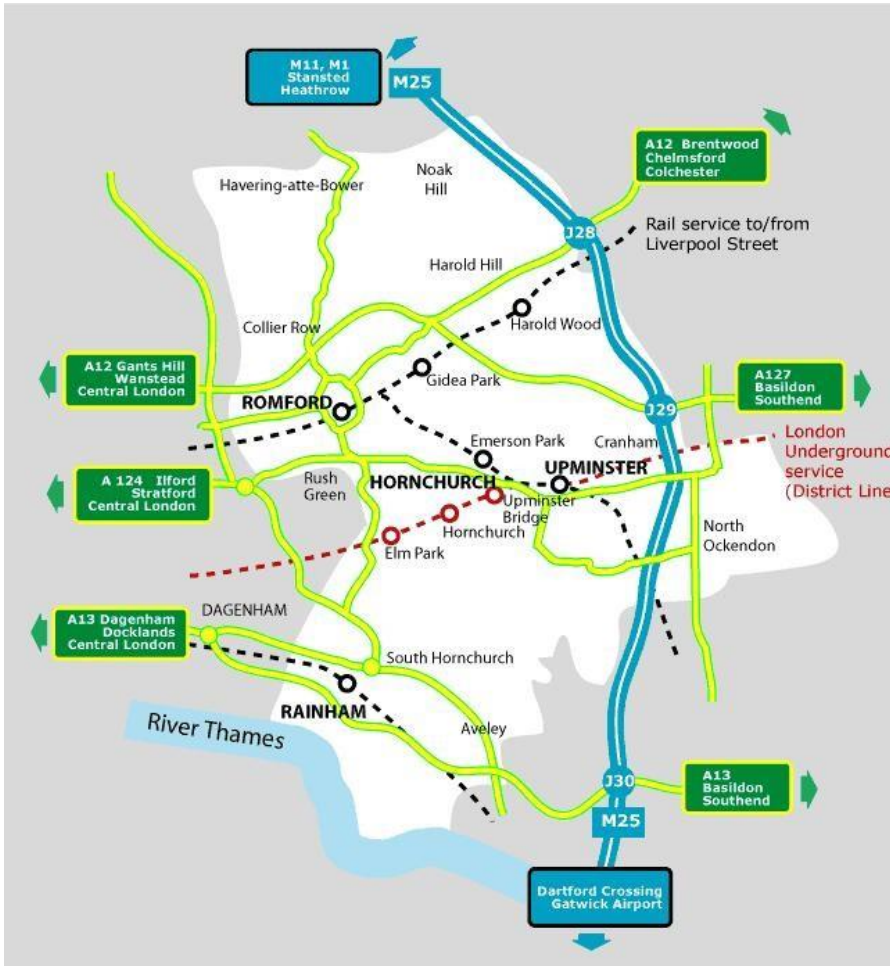 M11, M1
Stansted
Heathrow
M25
A12 Brentwood
Chelmsford
Colchester
Noak
Hill
Havering-atte-Bower
J28
Rail service to/from
Liverpool Street
Harold Hill
Collier Row
Harold Wood
A12 Gants Hill
Wanstead
Central London
Gidea Park
A127
Basildon
Southend
ROMFORD
J29
Emerson Park
Cranham
London
Underground
service
(District Line
A 124 Ilford
Stratford
Central London
Rush
Green
HORNCHURCH
UPMINSTER
Upminster
Bridge
Hornchurch
North
Ockendon
Elm Park
DAGENHAM
A13 Dagenham
Docklands
Central London
South Hornchurch
RAINHAM
River Thames
Aveley
J30
A13
Basildon
Southend
M25
Dartford Crossing
Gatwick Airport